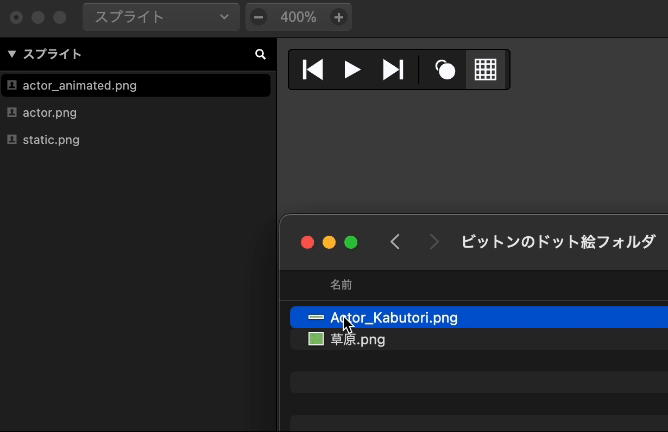 スプライト
400%
スプライト
actor_animated.png
actor.png
static.png
ビットンのドット絵フォルダ
名前
Actor_Kabutori.png
草原.png